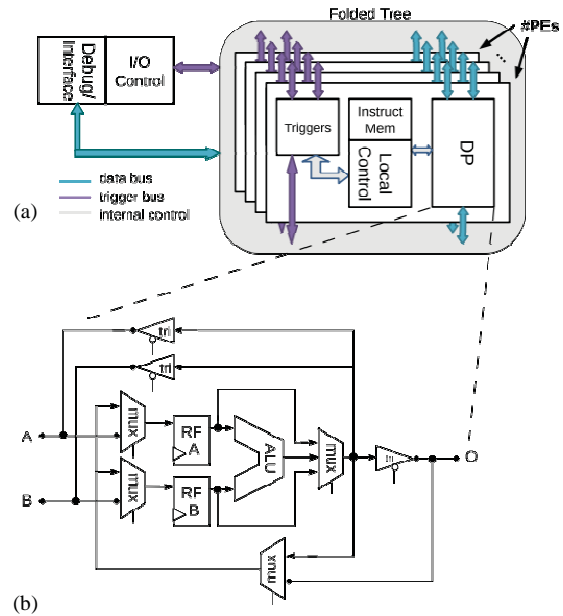 Folded Tree
#PEs
...
Debug/
Interface
I/O
Control
Triggers
Instruct
Mem
Local
Control
DP
data bus
trigger bus
internal control
(a)
tri
tri
mux
RF
A
ALU
mux
tri
O
A
mux
RF
B
B
mux
(b)